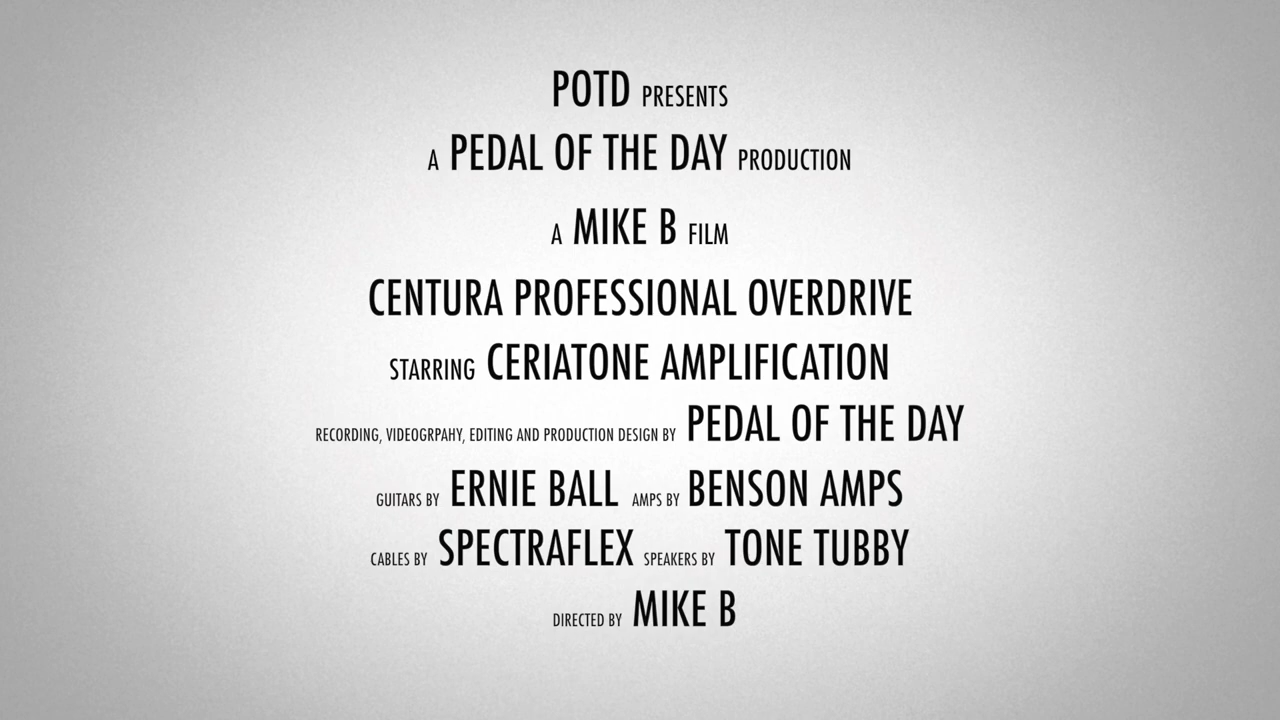 POTD PRESENTS
A PEDAL OF THE DAY PRODUCTION
A MIKE B FILM
CENTURA PROFESSIONAL OVERDRIVE
STARRING CERIATONE AMPLIFICATION
RECORDING, VIDEOGRPAHY, EDITING AND PRODUCTION DESIGN BY PEDAL OF THE DAY
GUITARS BY ERNIE BALL AMPS BY BENSON AMPS
CABLES BY SPECTRAFLEX SPEAKERS BY TONE TUBBY
DIRECTED BY MIKE B